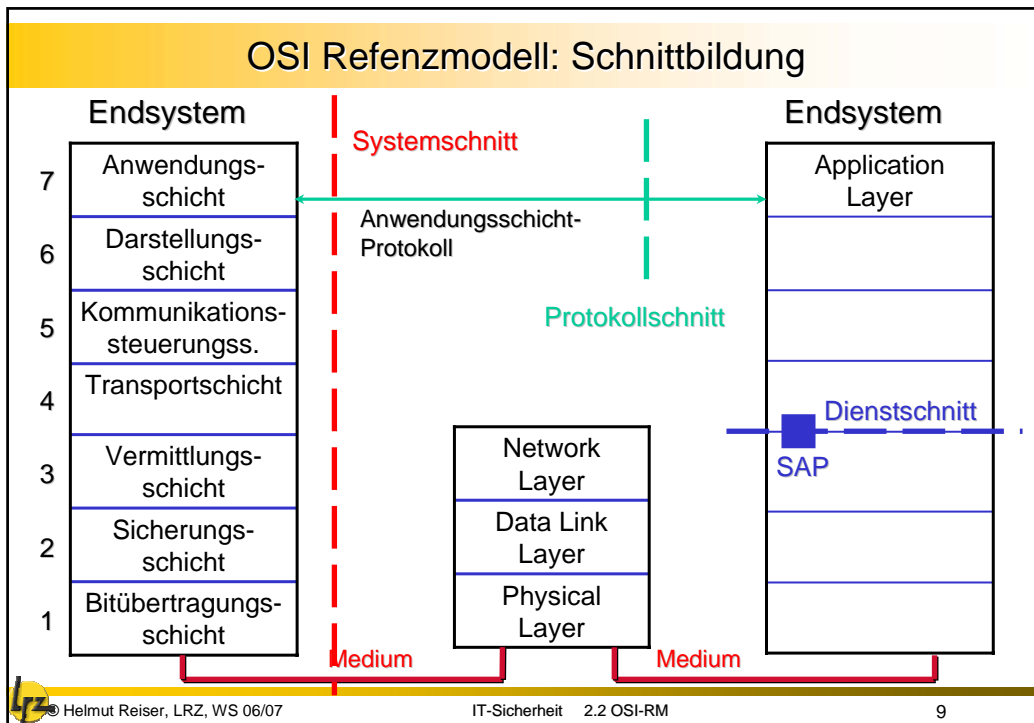 OSI Refenzmodell: Schnittbildung
Endsystem
Endsystem
Systemschnitt
7
Anwendungs-
schicht
Application
Layer
Anwendungsschicht-
Protokoll
6
Darstellungs-
schicht
Protokollschnitt
5
Kommunikations-
steuerungss.
4
Transportschicht
Dienstschnitt
SAP
3
Vermittlungs-
schicht
Network
Layer
2
Sicherungs-
schicht
Data Link
Layer
1
Bitübertragungs-
schicht
Physical
Layer
Medium
Medium
lrz
© Helmut Reiser, LRZ, WS 06/07
IT-Sicherheit 2.2 OSI-RM
9